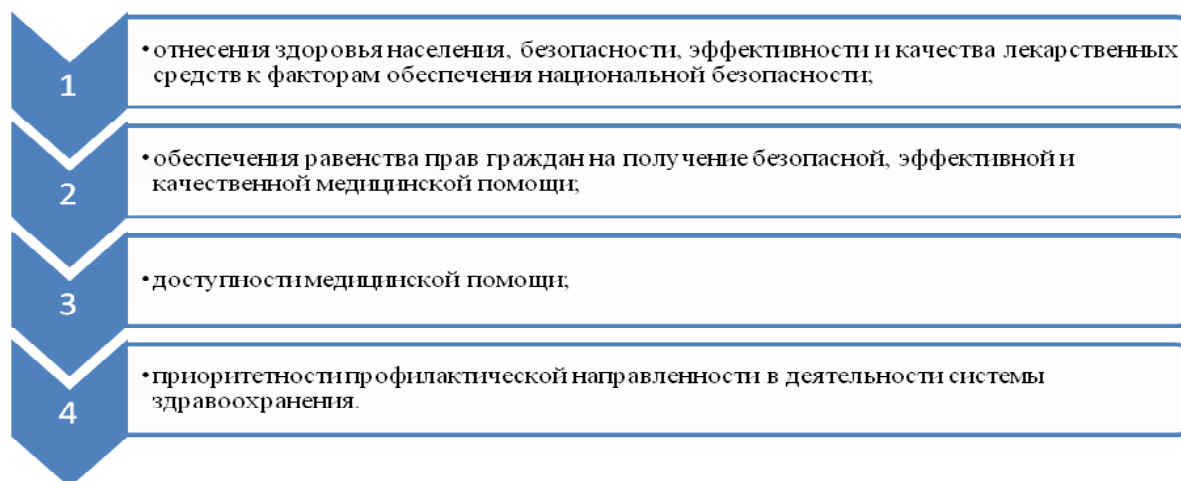 1
• отнесения здоровья населения, безопасности, эффективности и качества лекарственных
средств к факторам обеспечения национальной безопасности;
2
• обеспечения равенства прав граждан на получение безопасной, эффективной и
качественной медицинской помощи;
3
• доступности медицинской помощи;
4
• приоритетности профилактической направленности в деятельности системы
здравоохранения.